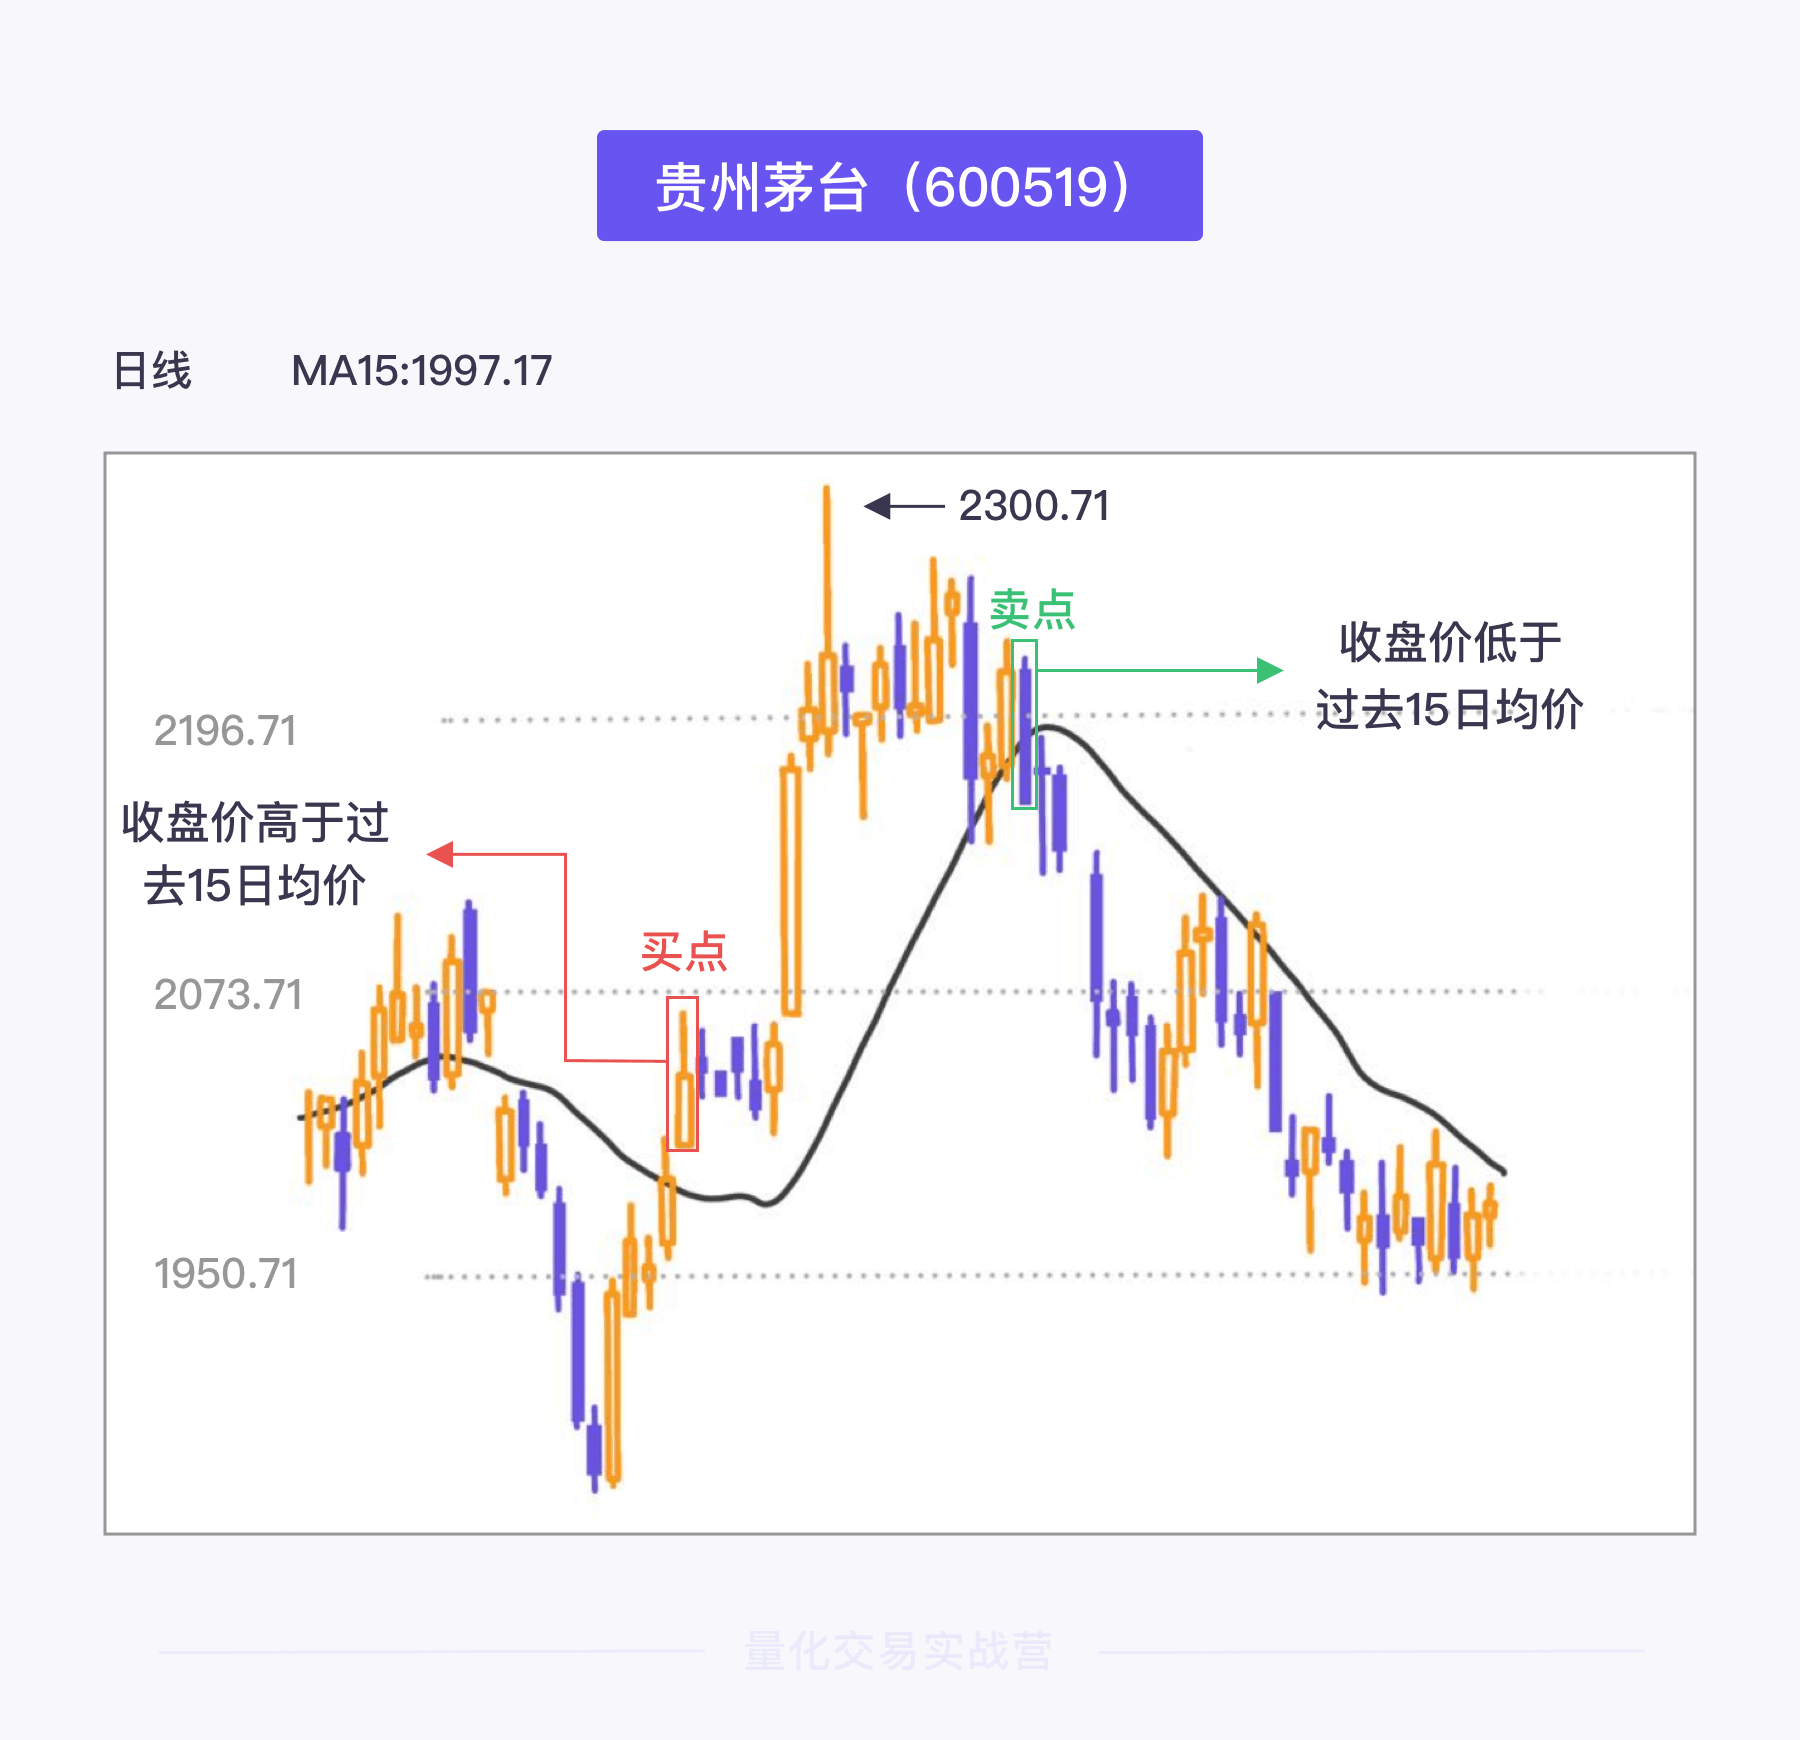 贵州茅台（600519）
日线 MA15:1997.17
2300.71
卖点
收盘价低于
过去15日均价
2196.71
收盘价高于过
去15日均价
买点
2073.71
1950.71
量化交易实战营